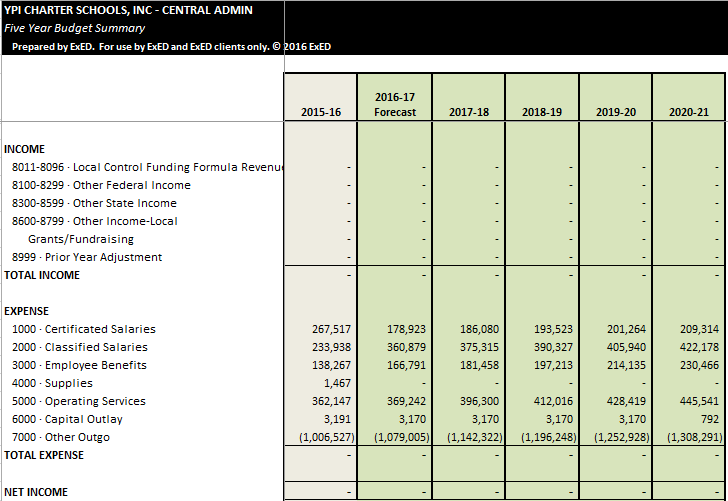 YPI CHARTER SCHOOLS, INC - CENTRAL ADMIN
Five Year Budget Summary
Prepared by ExED. For use by ExED and ExED clients only. © 2016 ExED
2016-17
2015-16 Forecast 2017-18 2018-19 2019-20 2020-21
INCOME
8011-8096 · Local Control Funding Formula Revenu - - - - - -
8100-8299 · Other Federal Income - - - - - -
8300-8599 · Other State Income - - - - - -
8600-8799 · Other Income-Local - - - - - -
Grants/Fundraising - - - - - -
8999 · Prior Year Adjustment - - - - - -
TOTAL INCOME - - - - - -
EXPENSE
1000 · Certificated Salaries 267,517 178,923 186,080 193,523 201,264 209,314
2000 · Classified Salaries 233,938 360,879 375,315 390,327 405,940 422,178
3000 · Employee Benefits 138,267 166,791 181,458 197,213 214,135 230,466
4000 · Supplies 1,467 - - - - -
5000 · Operating Services 362,147 369,242 396,300 412,016 428,419 445,541
6000 · Capital Outlay 3,191 3,170 3,170 3,170 3,170 792
7000 · Other Outgo (1,006,527) (1,079,005) (1,142,322) (1,196,248) (1,252,928) (1,308,291)
TOTAL EXPENSE - - - - - -
NET INCOME - - - - - -